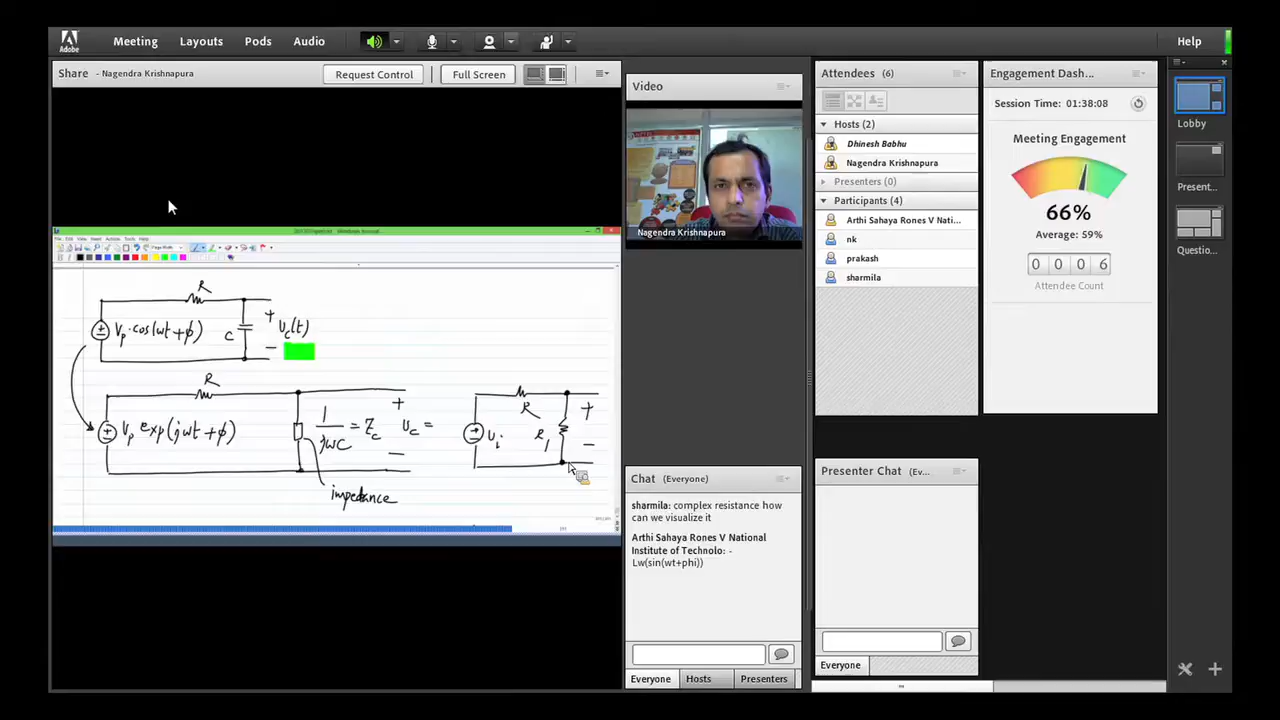 Adobe
Meeting Layouts Pods Audio Help
Share - Nagendra Krishnapura Request Control Full Screen
R
Vp·cos(ωt+ϕ) C + Vc(t) -
R
Vp exp(jωt+ϕ) 1/jωC = Zc + Vc = -
impedance
R
Vi R1 + -
Video
Nagendra Krishnapura
Chat (Everyone)
sharmila: complex resistance how
can we visualize it
Arthi Sahaya Rones V National
Institute of Technolo: -
Lw(sin(wt+phi))
Everyone Hosts Presenters
Attendees (6)
Hosts (2)
Dhinesh Babhu
Nagendra Krishnapura
Presenters (0)
Participants (4)
Arthi Sahaya Rones V Nati...
nk
prakash
sharmila
Presenter Chat (Ev...
Everyone
Engagement Dash...
Session Time: 01:38:08
Meeting Engagement
66%
Average: 59%
0 0 0 6
Attendee Count
Lobby
Present...
Questio...